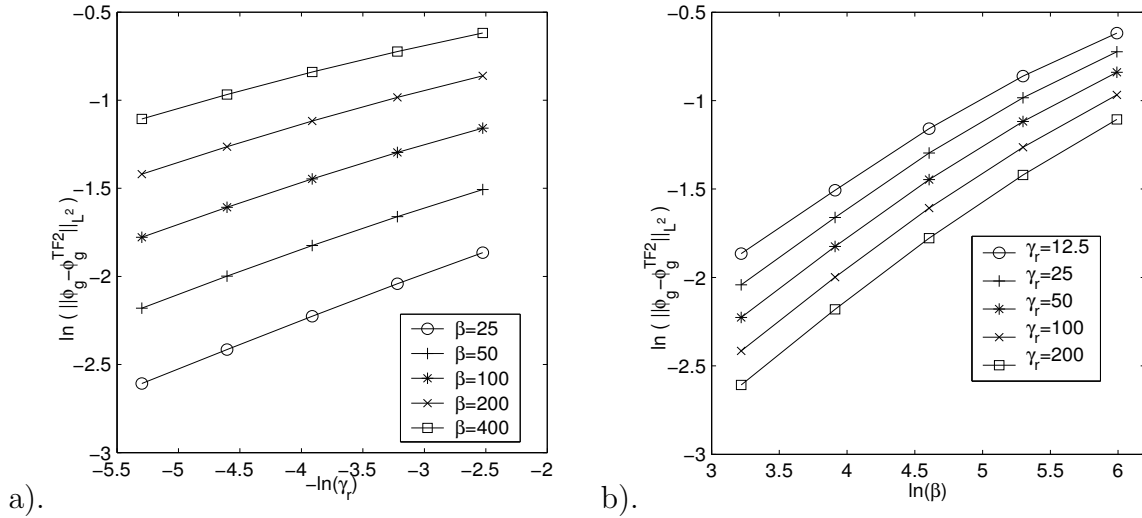 −0.5
−1
−1.5
−2
−2.5
−3
−5.5 −5 −4.5 −4 −3.5 −3 −2.5 −2
−ln(γr)
ln ( ||ϕg−ϕgTF2||L2 )
β=25
β=50
β=100
β=200
β=400
a).
−0.5
−1
−1.5
−2
−2.5
−3
3 3.5 4 4.5 5 5.5 6
ln(β)
ln ( ||ϕg−ϕgTF2||L2 )
γr=12.5
γr=25
γr=50
γr=100
γr=200
b).